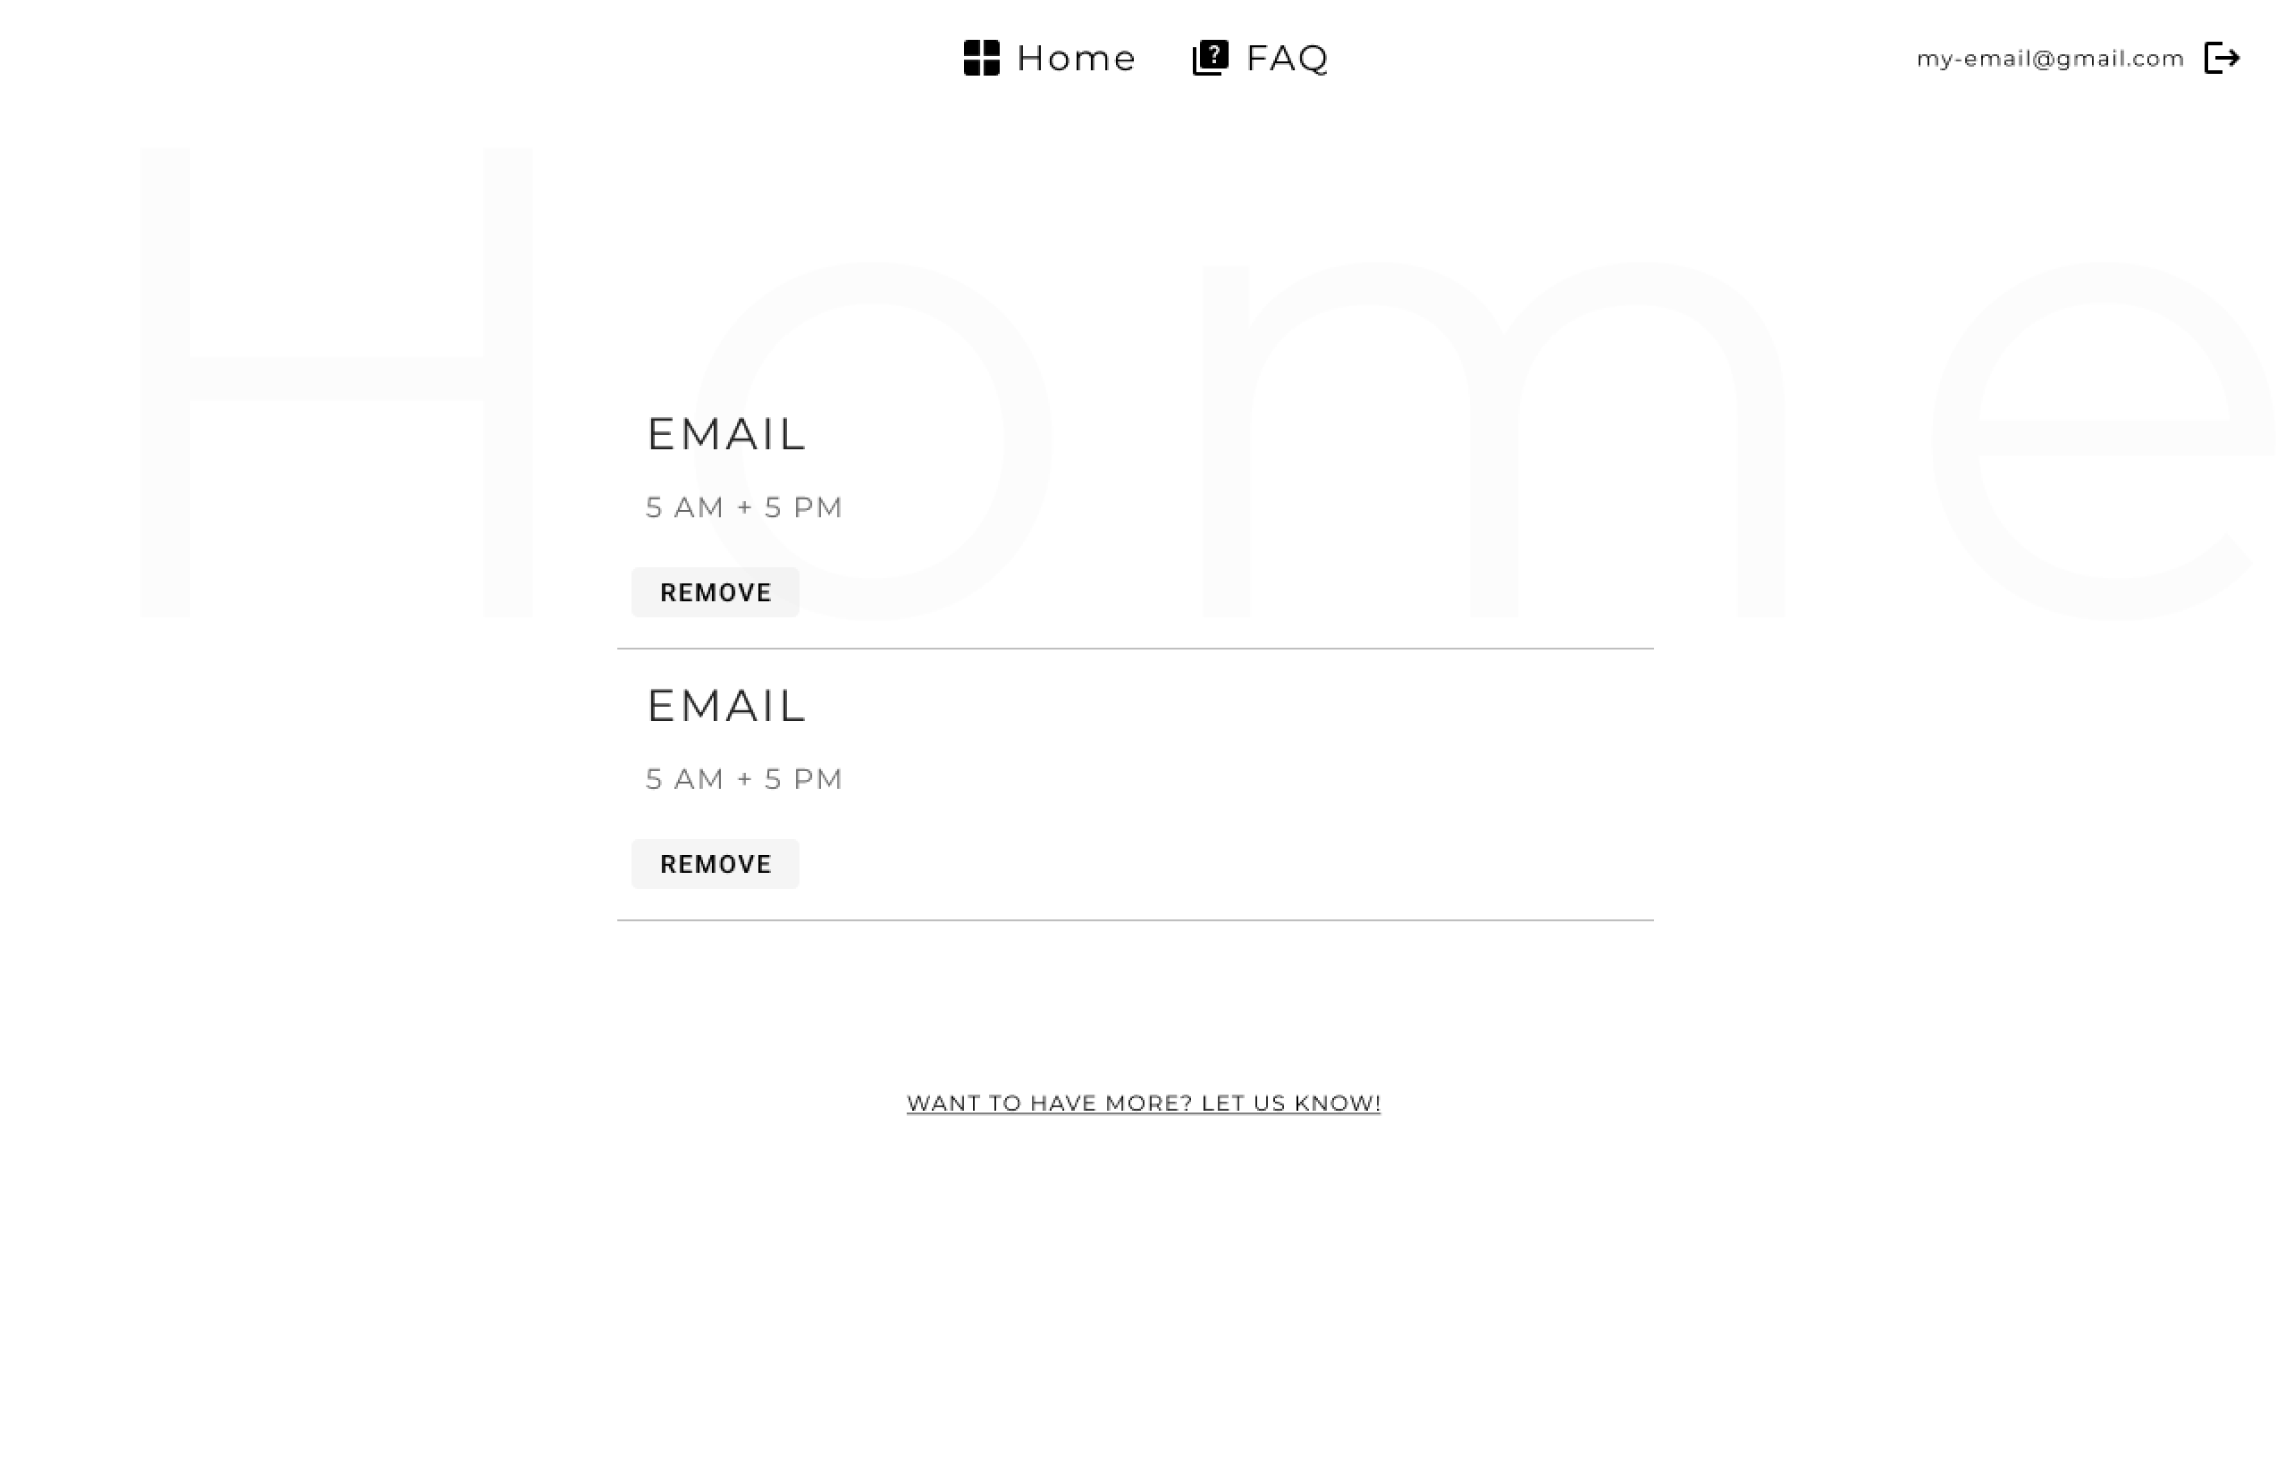 Home FAQ my-email@gmail.com
Home
EMAIL
5 AM + 5 PM
REMOVE
EMAIL
5 AM + 5 PM
REMOVE
WANT TO HAVE MORE? LET US KNOW!